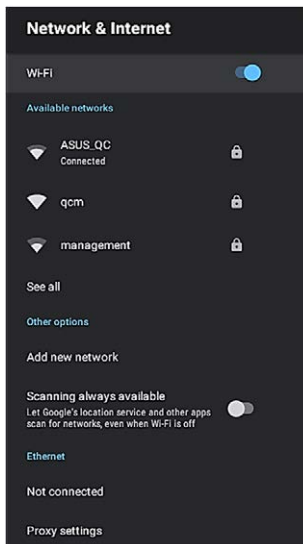 Network & Internet
Wi-Fi
Available networks
ASUS_QC
Connected
qcm
management
See all
Other options
Add new network
Scanning always available
Let Google's location service and other apps
scan for networks, even when Wi-Fi is off
Ethernet
Not connected
Proxy settings